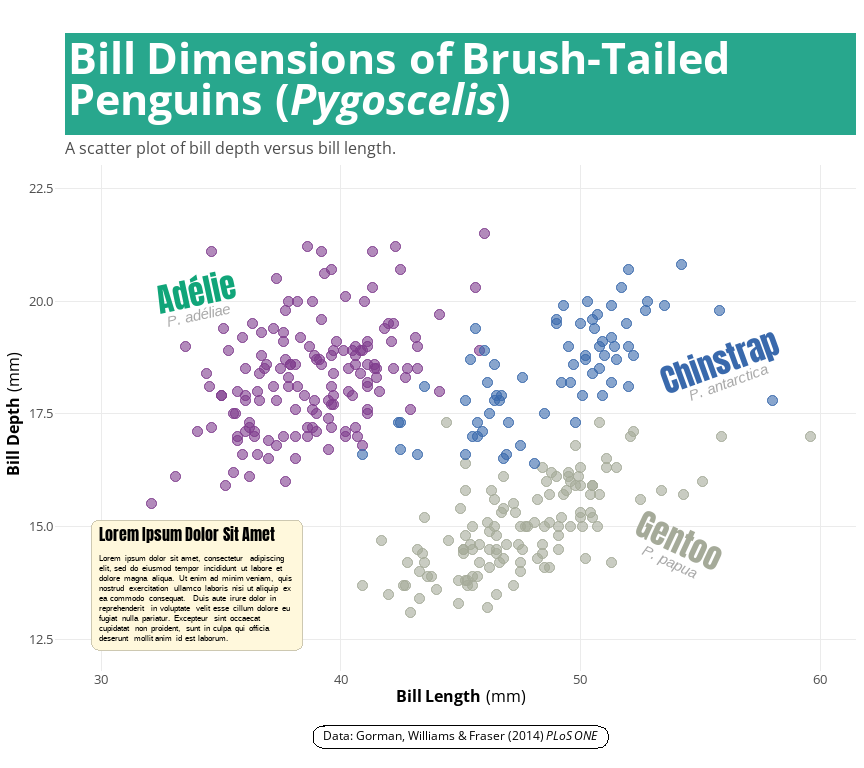 Bill Dimensions of Brush-Tailed
Penguins (Pygoscelis)
A scatter plot of bill depth versus bill length.
22.5
20.0
17.5
15.0
12.5
Bill Depth (mm)
Adélie
P. adéliae
Chinstrap
P. antarctica
Gentoo
P. papua
Lorem Ipsum Dolor Sit Amet
Lorem ipsum dolor sit amet, consectetur adipiscing
elit, sed do eiusmod tempor incididunt ut labore et
dolore magna aliqua. Ut enim ad minim veniam, quis
nostrud exercitation ullamco laboris nisi ut aliquip ex
ea commodo consequat. Duis aute irure dolor in
reprehenderit in voluptate velit esse cillum dolore eu
fugiat nulla pariatur. Excepteur sint occaecat
cupidatat non proident, sunt in culpa qui officia
deserunt mollit anim id est laborum.
30
40
50
60
Bill Length (mm)
Data: Gorman, Williams & Fraser (2014) PLoS ONE